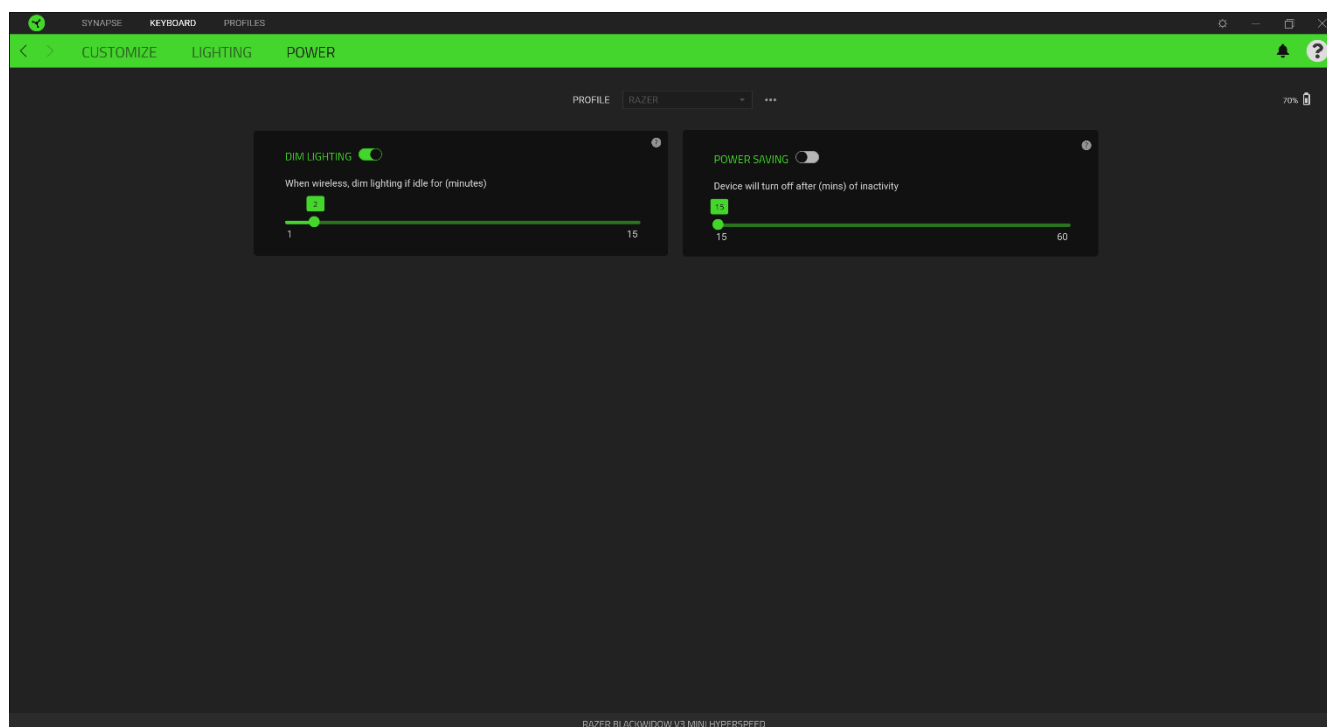 SYNAPSE KEYBOARD PROFILES
CUSTOMIZE LIGHTING POWER
PROFILE RAZER
70%
DIM LIGHTING
When wireless, dim lighting if idle for (minutes)
2
1 15
POWER SAVING
Device will turn off after (mins) of inactivity
15
15 60
RAZER BLACKWIDOW V3 MINI HYPERSPEED